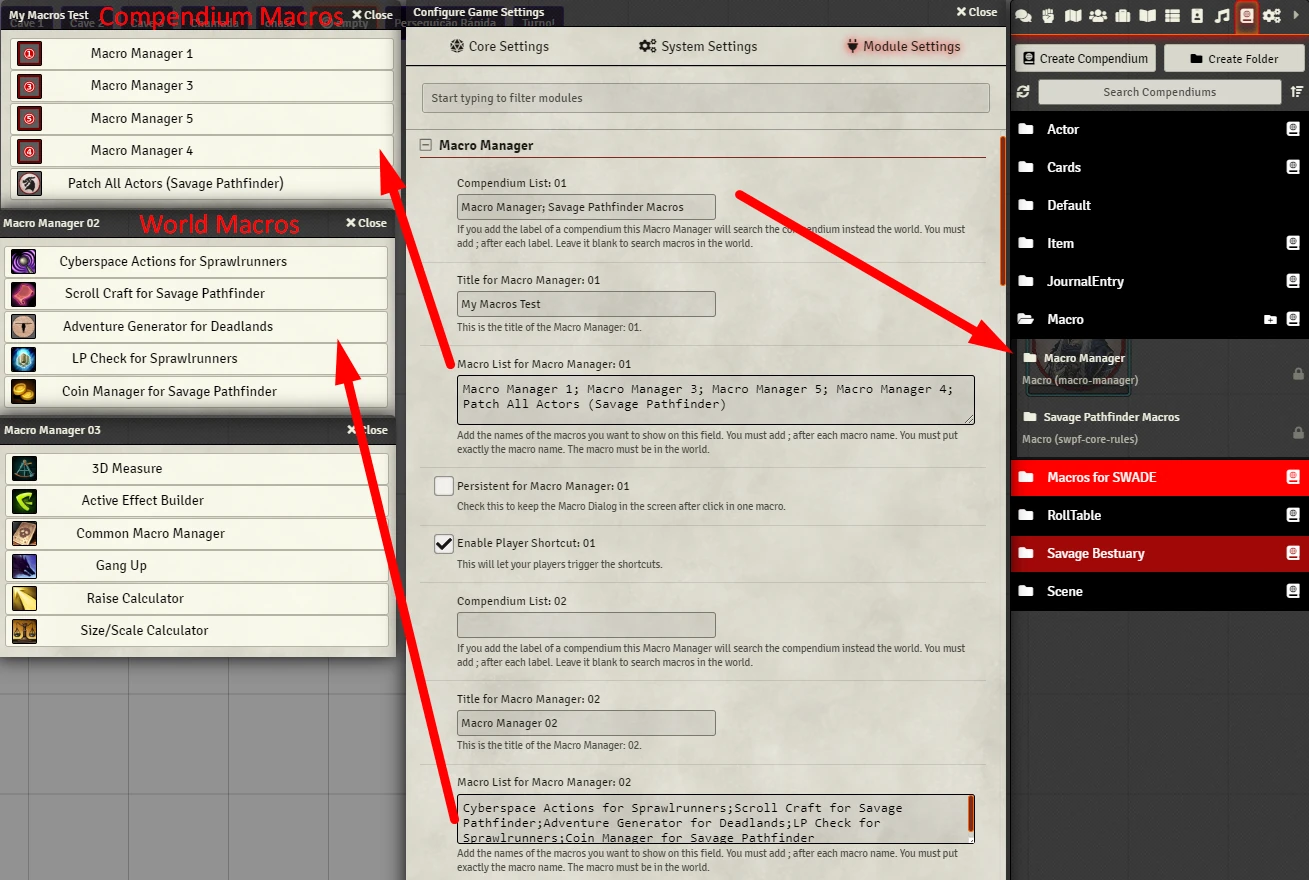 My Macros Test
Compendium Macros
Close
Macro Manager 1
Macro Manager 3
Macro Manager 5
Macro Manager 4
Patch All Actors (Savage Pathfinder)
Macro Manager 02
World Macros
Close
Cyberspace Actions for Sprawlrunners
Scroll Craft for Savage Pathfinder
Adventure Generator for Deadlands
LP Check for Sprawlrunners
Coin Manager for Savage Pathfinder
Macro Manager 03
Close
3D Measure
Active Effect Builder
Common Macro Manager
Gang Up
Raise Calculator
Size/Scale Calculator
Configure Game Settings
Close
Core Settings
System Settings
Module Settings
Start typing to filter modules
Macro Manager
Compendium List: 01
Macro Manager; Savage Pathfinder Macros
If you add the label of a compendium this Macro Manager will search the compendium instead the world. You must
add ; after each label. Leave it blank to search macros in the world.
Title for Macro Manager: 01
My Macros Test
This is the title of the Macro Manager: 01.
Macro List for Macro Manager: 01
Macro Manager 1; Macro Manager 3; Macro Manager 5; Macro Manager 4;
Patch All Actors (Savage Pathfinder)
Add the names of the macros you want to show on this field. You must add ; after each macro name. You must put
exactly the macro name. The macro must be in the world.
Persistent for Macro Manager: 01
Check this to keep the Macro Dialog in the screen after click in one macro.
Enable Player Shortcut: 01
This will let your players trigger the shortcuts.
Compendium List: 02
If you add the label of a compendium this Macro Manager will search the compendium instead the world. You must
add ; after each label. Leave it blank to search macros in the world.
Title for Macro Manager: 02
Macro Manager 02
This is the title of the Macro Manager: 02.
Macro List for Macro Manager: 02
Cyberspace Actions for Sprawlrunners;Scroll Craft for Savage
Pathfinder;Adventure Generator for Deadlands;LP Check for
Sprawlrunners;Coin Manager for Savage Pathfinder
Add the names of the macros you want to show on this field. You must add ; after each macro name. You must put
exactly the macro name. The macro must be in the world.
Create Compendium
Create Folder
Search Compendiums
Actor
Cards
Default
Item
JournalEntry
Macro
Macro Manager
Macro (macro-manager)
Savage Pathfinder Macros
Macro (swpf-core-rules)
Macros for SWADE
RollTable
Savage Bestuary
Scene